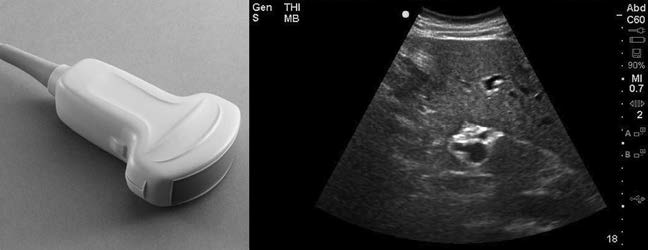 Gen THI
S MB
Abd
C60
90%
MI
0.7
2
A
B
18